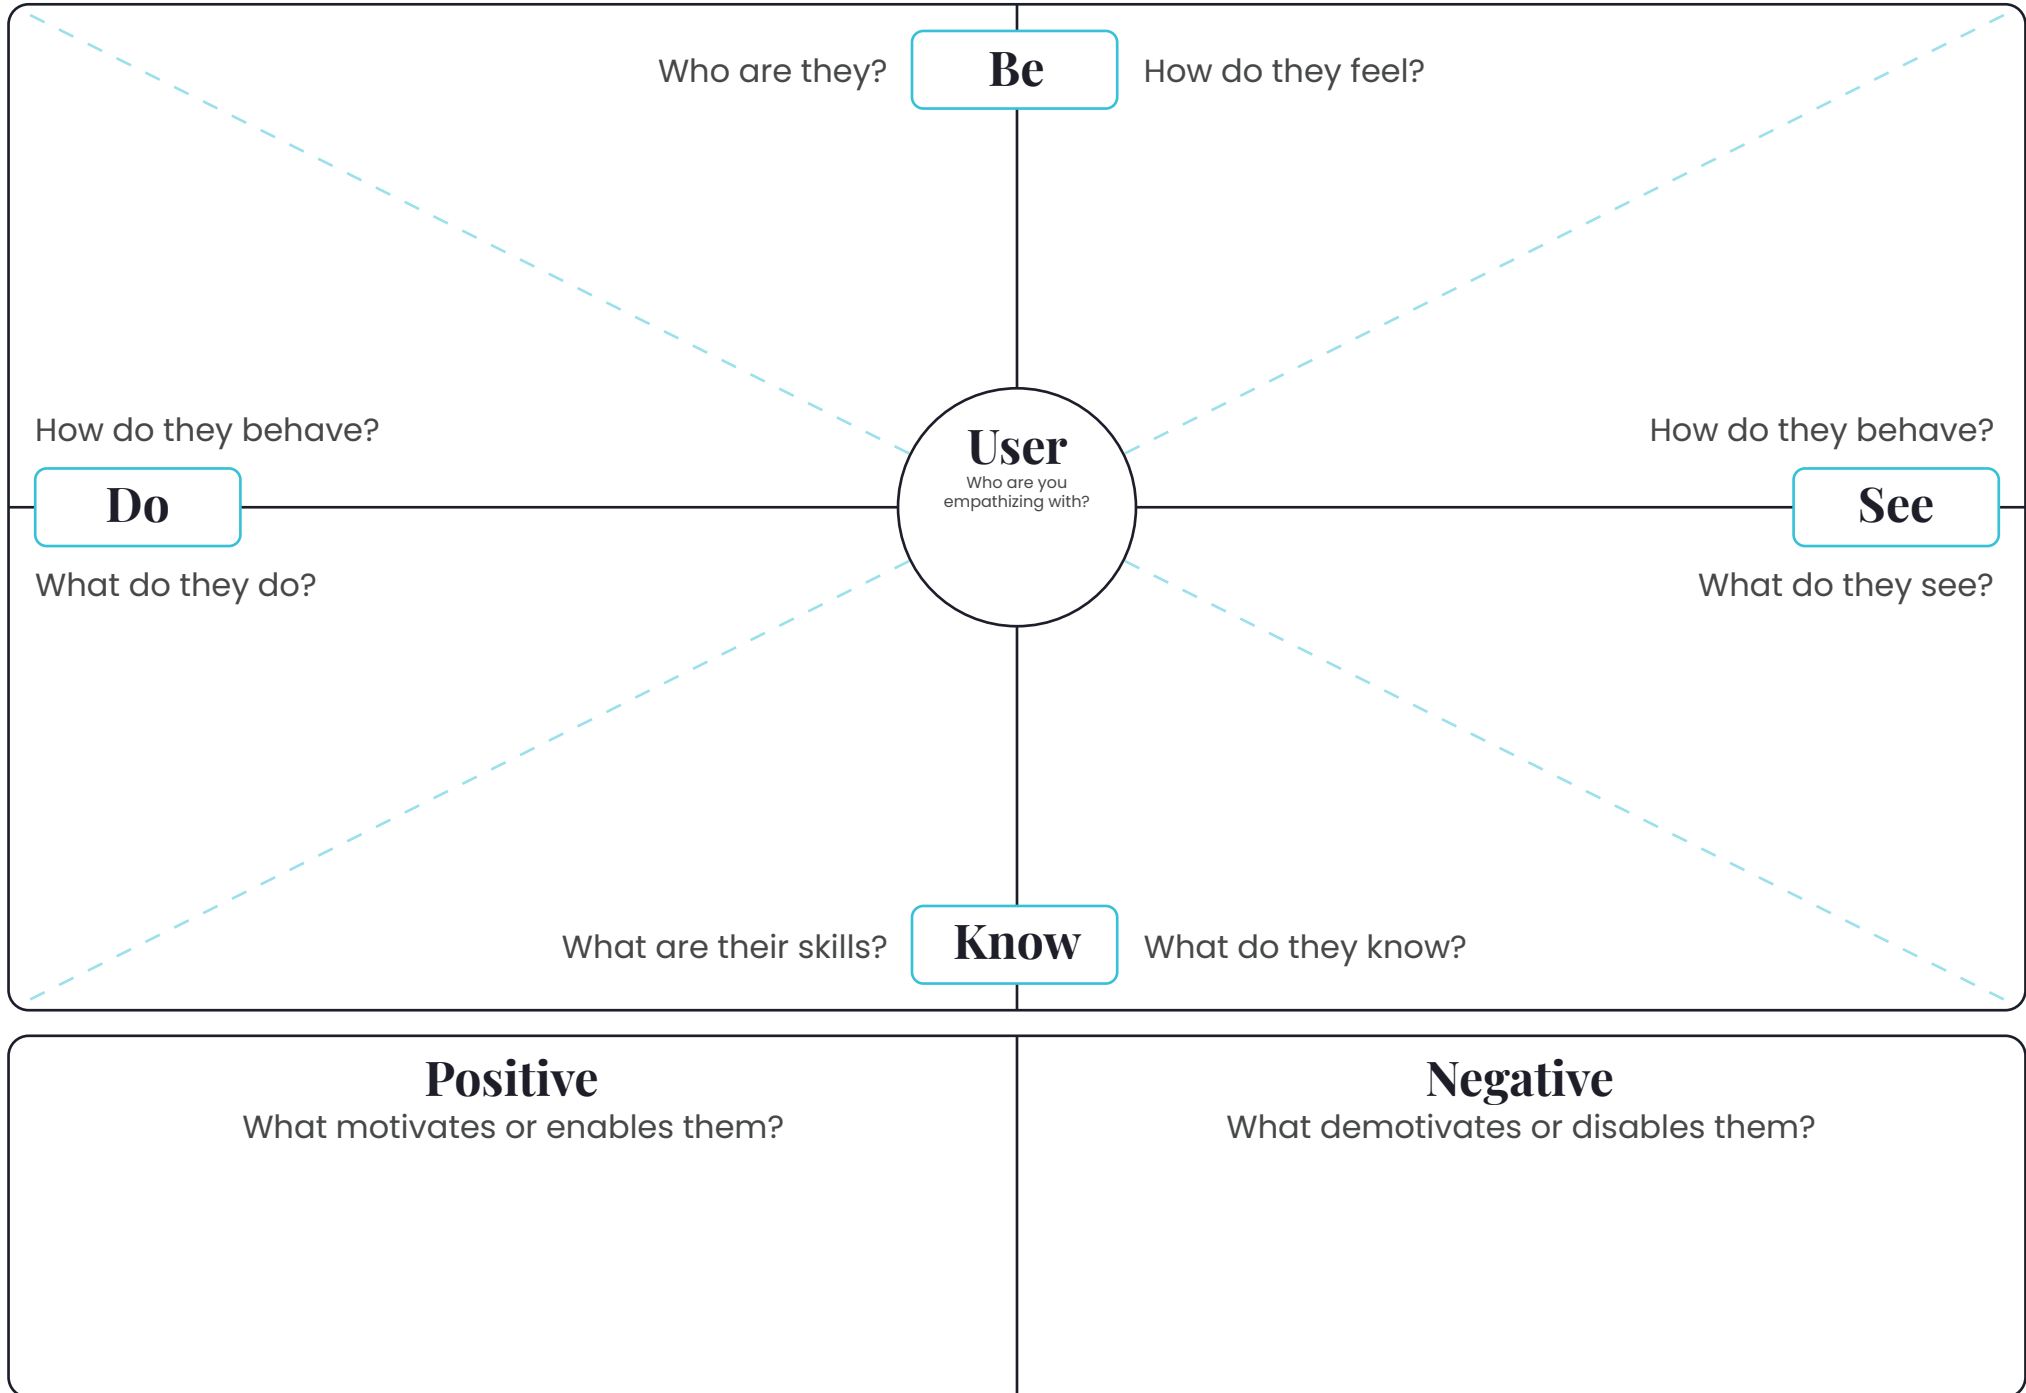 Who are they?
Be
How do they feel?
How do they behave?
Do
What do they do?
User
Who are you
empathizing with?
How do they behave?
See
What do they see?
What are their skills?
Know
What do they know?
Positive
What motivates or enables them?
Negative
What demotivates or disables them?